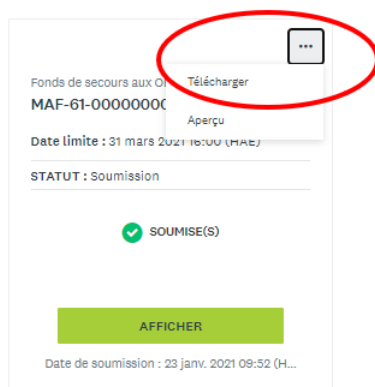 ...
Fonds de secours aux O
Télécharger
MAF-61-0000000
Aperçu
Date limite : 31 mars 2021 16:00 (HAE)
STATUT : Soumission
SOUMISE(S)
AFFICHER
Date de soumission : 23 janv. 2021 09:52 (H...